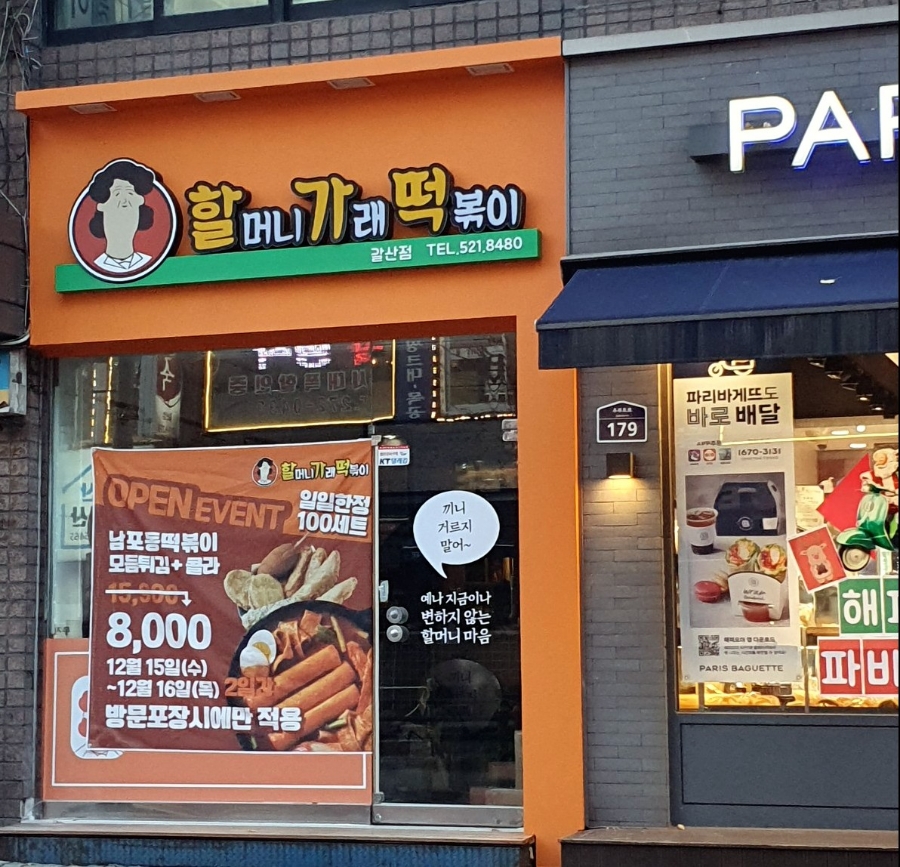 할머니가래떡볶이
갈산점 TEL.521.8480
PAR
할머니가래떡볶이
OPEN EVENT
일일한정
100세트
남포동떡볶이
모듬튀김+콜라
15,600
8,000
12월 15일(수)
~12월 16일(목) 2일간
방문포장시에만 적용
KT텔레캅
끼니
거르지
말어~
예나 지금이나
변하지 않는
할머니 마음
179
파리바게뜨도
바로 배달
1670-3131
PARIS BAGUETTE
해피
파바